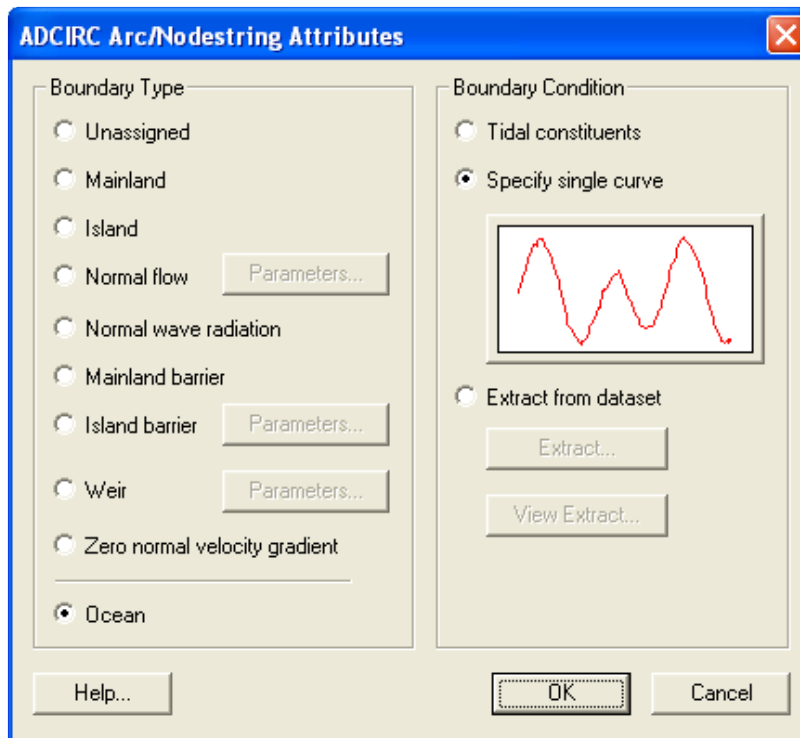 ADCIRC Arc/Nodestring Attributes
Boundary Type
Unassigned
Mainland
Island
Normal flow
Parameters...
Normal wave radiation
Mainland barrier
Island barrier
Parameters...
Weir
Parameters...
Zero normal velocity gradient
Ocean
Boundary Condition
Tidal constituents
Specify single curve
Extract from dataset
Extract...
View Extract...
Help...
OK
Cancel